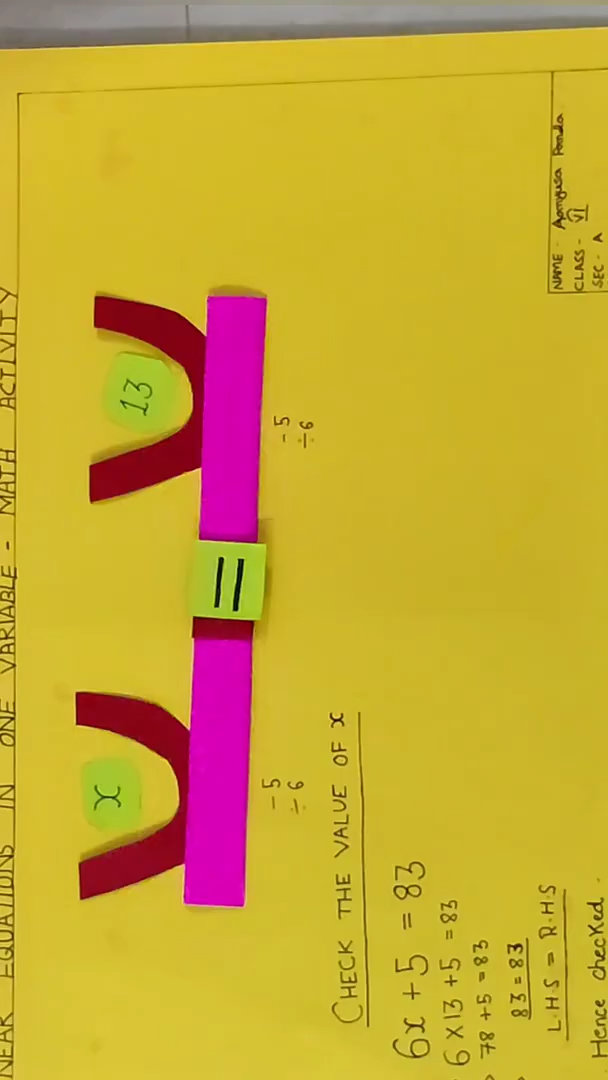 NEAR EQUATIONS IN ONE VARIABLE - MATH ACTIVITY
x = 13
- 5 - 5
÷ 6 ÷ 6
CHECK THE VALUE OF x
6x + 5 = 83
6 X 13 + 5 = 83
78 + 5 = 83
83 = 83
L.H.S = R.H.S
Hence checked.
NAME - Panda
CLASS - VI
SEC - A